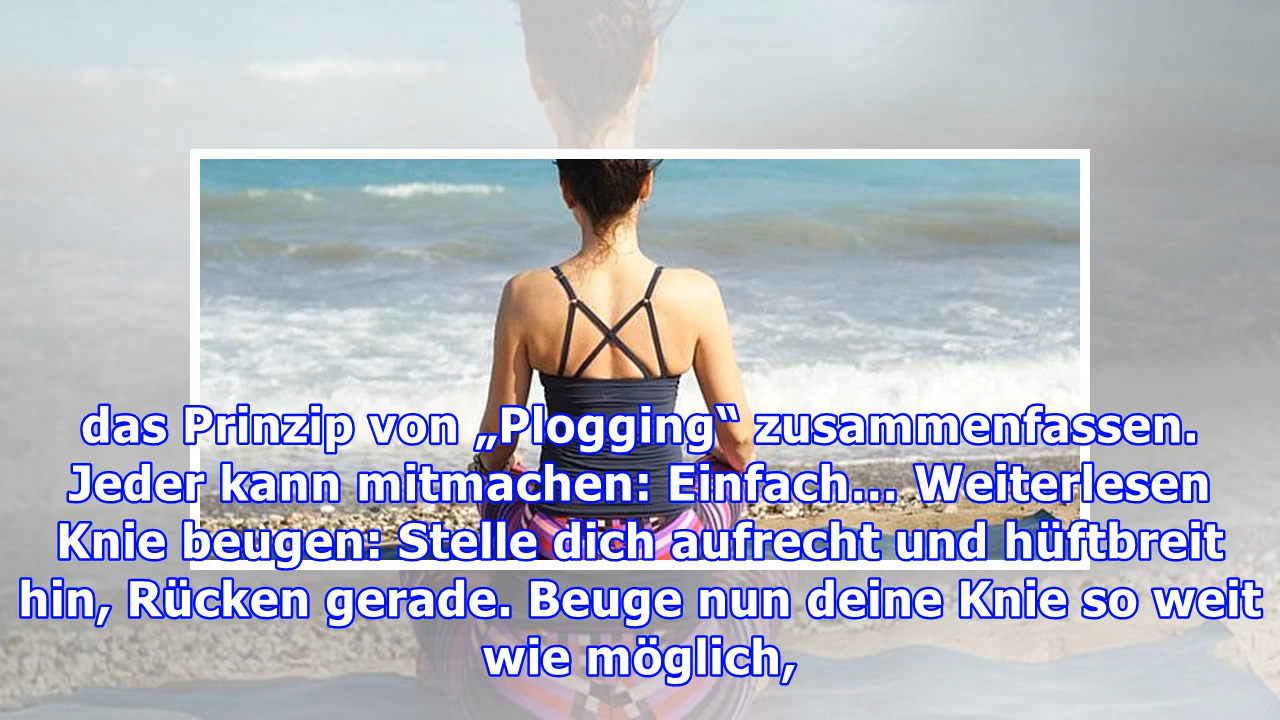 das Prinzip von „Plogging“ zusammenfassen.
Jeder kann mitmachen: Einfach... Weiterlesen
Knie beugen: Stelle dich aufrecht und hüftbreit
hin, Rücken gerade. Beuge nun deine Knie so weit
wie möglich,